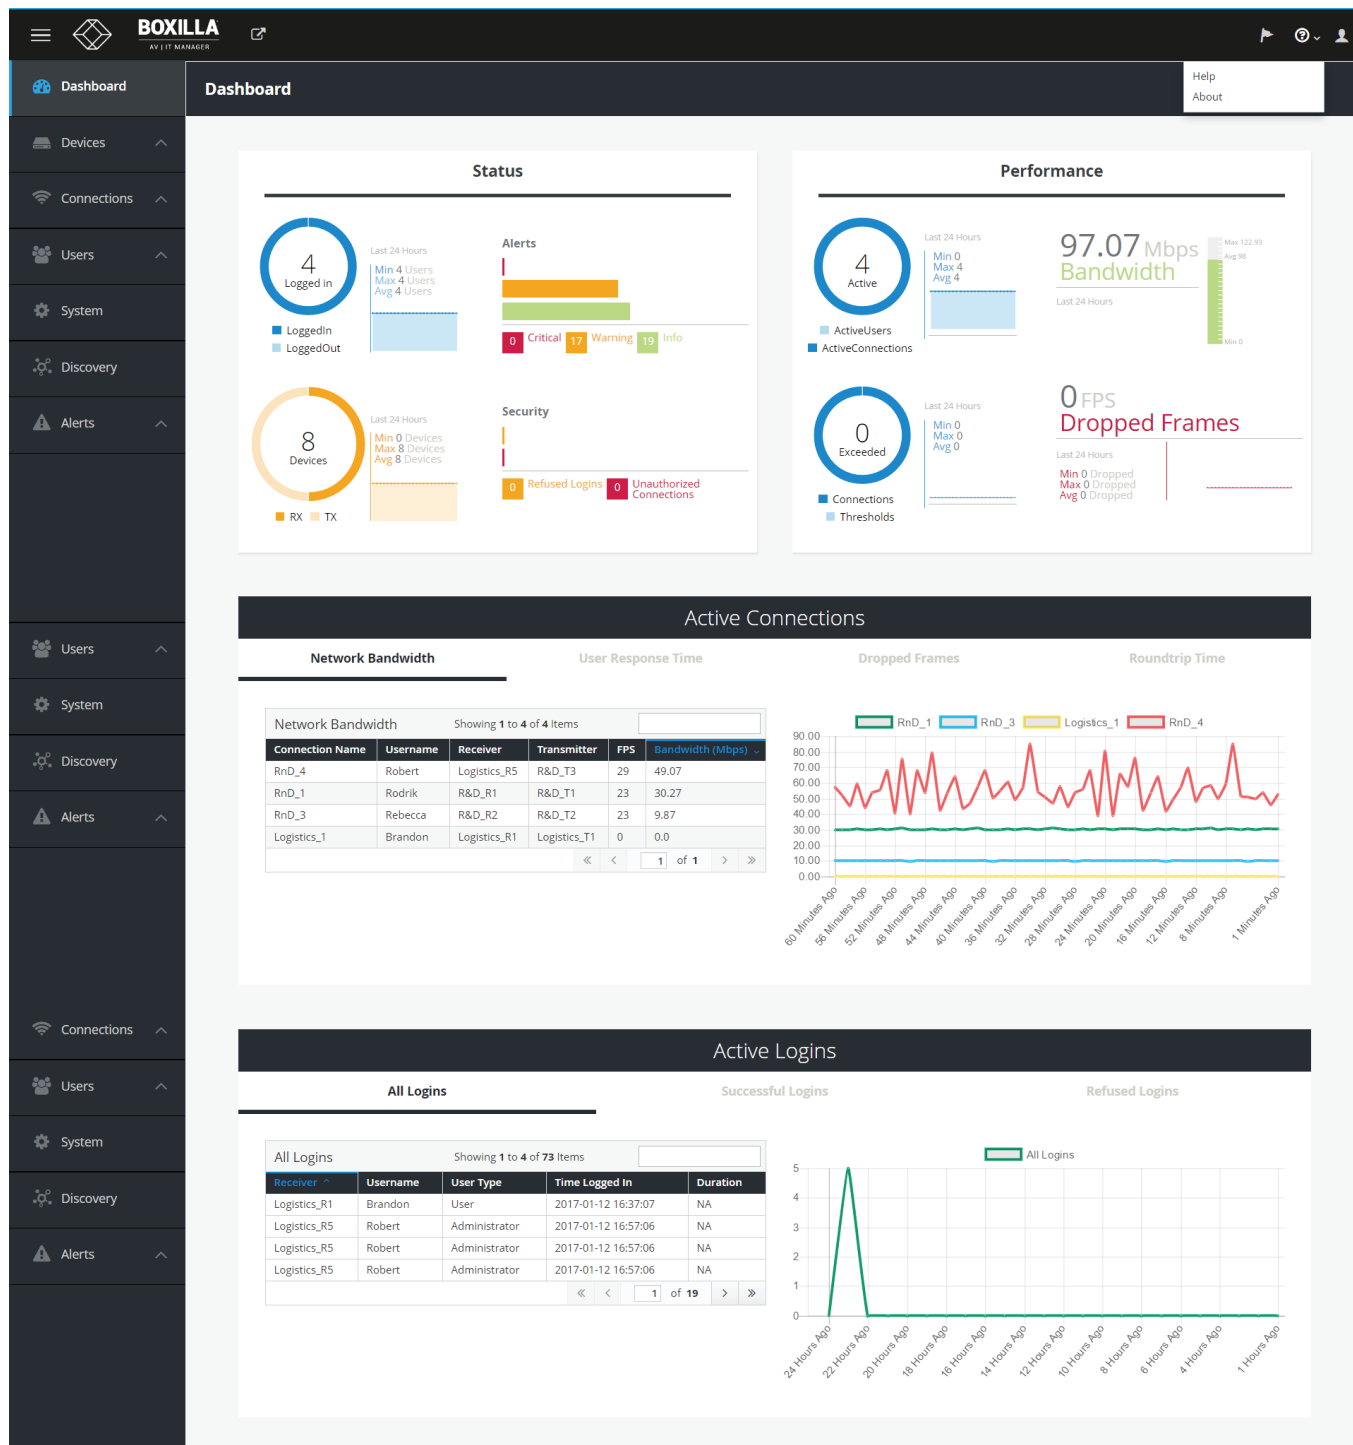 BOXILLA
AV | IT MANAGER
Dashboard
Devices
Connections
Users
System
Discovery
Alerts
Users
System
Discovery
Alerts
Connections
Users
System
Discovery
Alerts
Dashboard
Help
About
Status
4
Logged in
LoggedIn
LoggedOut
Last 24 Hours
Min 4 Users
Max 4 Users
Avg 4 Users
Alerts
0 Critical 17 Warning 19 Info
8
Devices
RX TX
Last 24 Hours
Min 0 Devices
Max 8 Devices
Avg 8 Devices
Security
0 Refused Logins 0 Unauthorized Connections
Performance
4
Active
ActiveUsers
ActiveConnections
Last 24 Hours
Min 0
Max 4
Avg 4
97.07 Mbps
Bandwidth
Last 24 Hours
Max 122.93
Avg 98
Min 0
0
Exceeded
Connections
Thresholds
Last 24 Hours
Min 0
Max 0
Avg 0
0 FPS
Dropped Frames
Last 24 Hours
Min 0 Dropped
Max 0 Dropped
Avg 0 Dropped
Active Connections
Network Bandwidth User Response Time Dropped Frames Roundtrip Time
Network Bandwidth Showing 1 to 4 of 4 Items
Connection Name Username Receiver Transmitter FPS Bandwidth (Mbps)
RnD_4 Robert Logistics_R5 R&D_T3 29 49.07
RnD_1 Rodrik R&D_R1 R&D_T1 23 30.27
RnD_3 Rebecca R&D_R2 R&D_T2 23 9.87
Logistics_1 Brandon Logistics_R1 Logistics_T1 0 0.0
« < 1 of 1 > »
RnD_1 RnD_3 Logistics_1 RnD_4
90.00
80.00
70.00
60.00
50.00
40.00
30.00
20.00
10.00
0.00
60 Minutes Ago
56 Minutes Ago
52 Minutes Ago
48 Minutes Ago
44 Minutes Ago
40 Minutes Ago
36 Minutes Ago
32 Minutes Ago
28 Minutes Ago
24 Minutes Ago
20 Minutes Ago
16 Minutes Ago
12 Minutes Ago
8 Minutes Ago
1 Minutes Ago
Active Logins
All Logins Successful Logins Refused Logins
All Logins Showing 1 to 4 of 73 Items
Receiver Username User Type Time Logged In Duration
Logistics_R1 Brandon User 2017-01-12 16:37:07 NA
Logistics_R5 Robert Administrator 2017-01-12 16:57:06 NA
Logistics_R5 Robert Administrator 2017-01-12 16:57:06 NA
Logistics_R5 Robert Administrator 2017-01-12 16:57:06 NA
« < 1 of 19 > »
All Logins
5
4
3
2
1
0
24 Hours Ago
22 Hours Ago
20 Hours Ago
18 Hours Ago
16 Hours Ago
14 Hours Ago
12 Hours Ago
10 Hours Ago
8 Hours Ago
6 Hours Ago
4 Hours Ago
1 Hours Ago